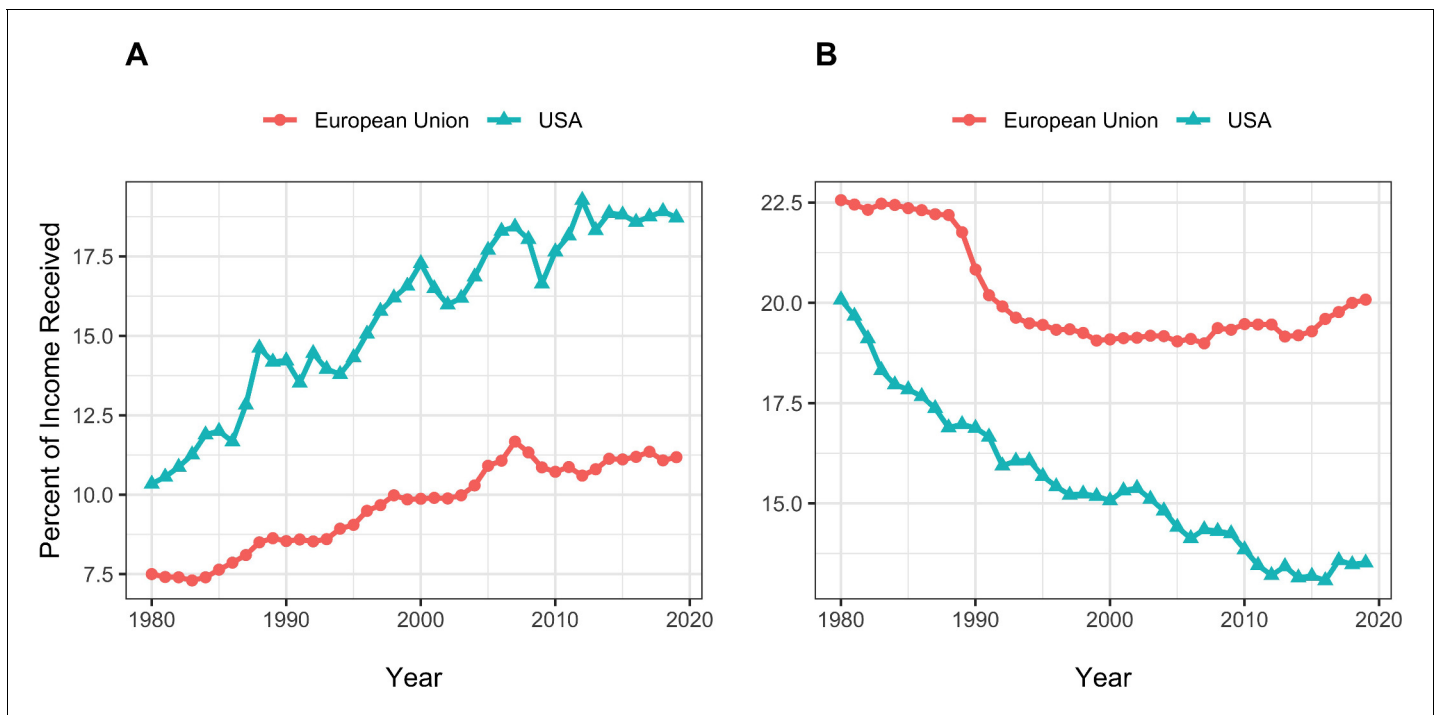 A
European Union USA
Percent of Income Received
17.5
15.0
12.5
10.0
7.5
1980 1990 2000 2010 2020
Year
B
European Union USA
22.5
20.0
17.5
15.0
1980 1990 2000 2010 2020
Year